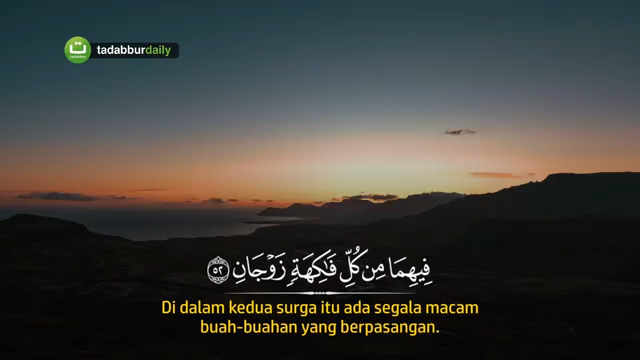 tadabburdaily
فِيهِمَا مِن كُلِّ فَٰكِهَةٍ زَوْجَانِ ٥٢
Di dalam kedua surga itu ada segala macam
buah-buahan yang berpasangan.